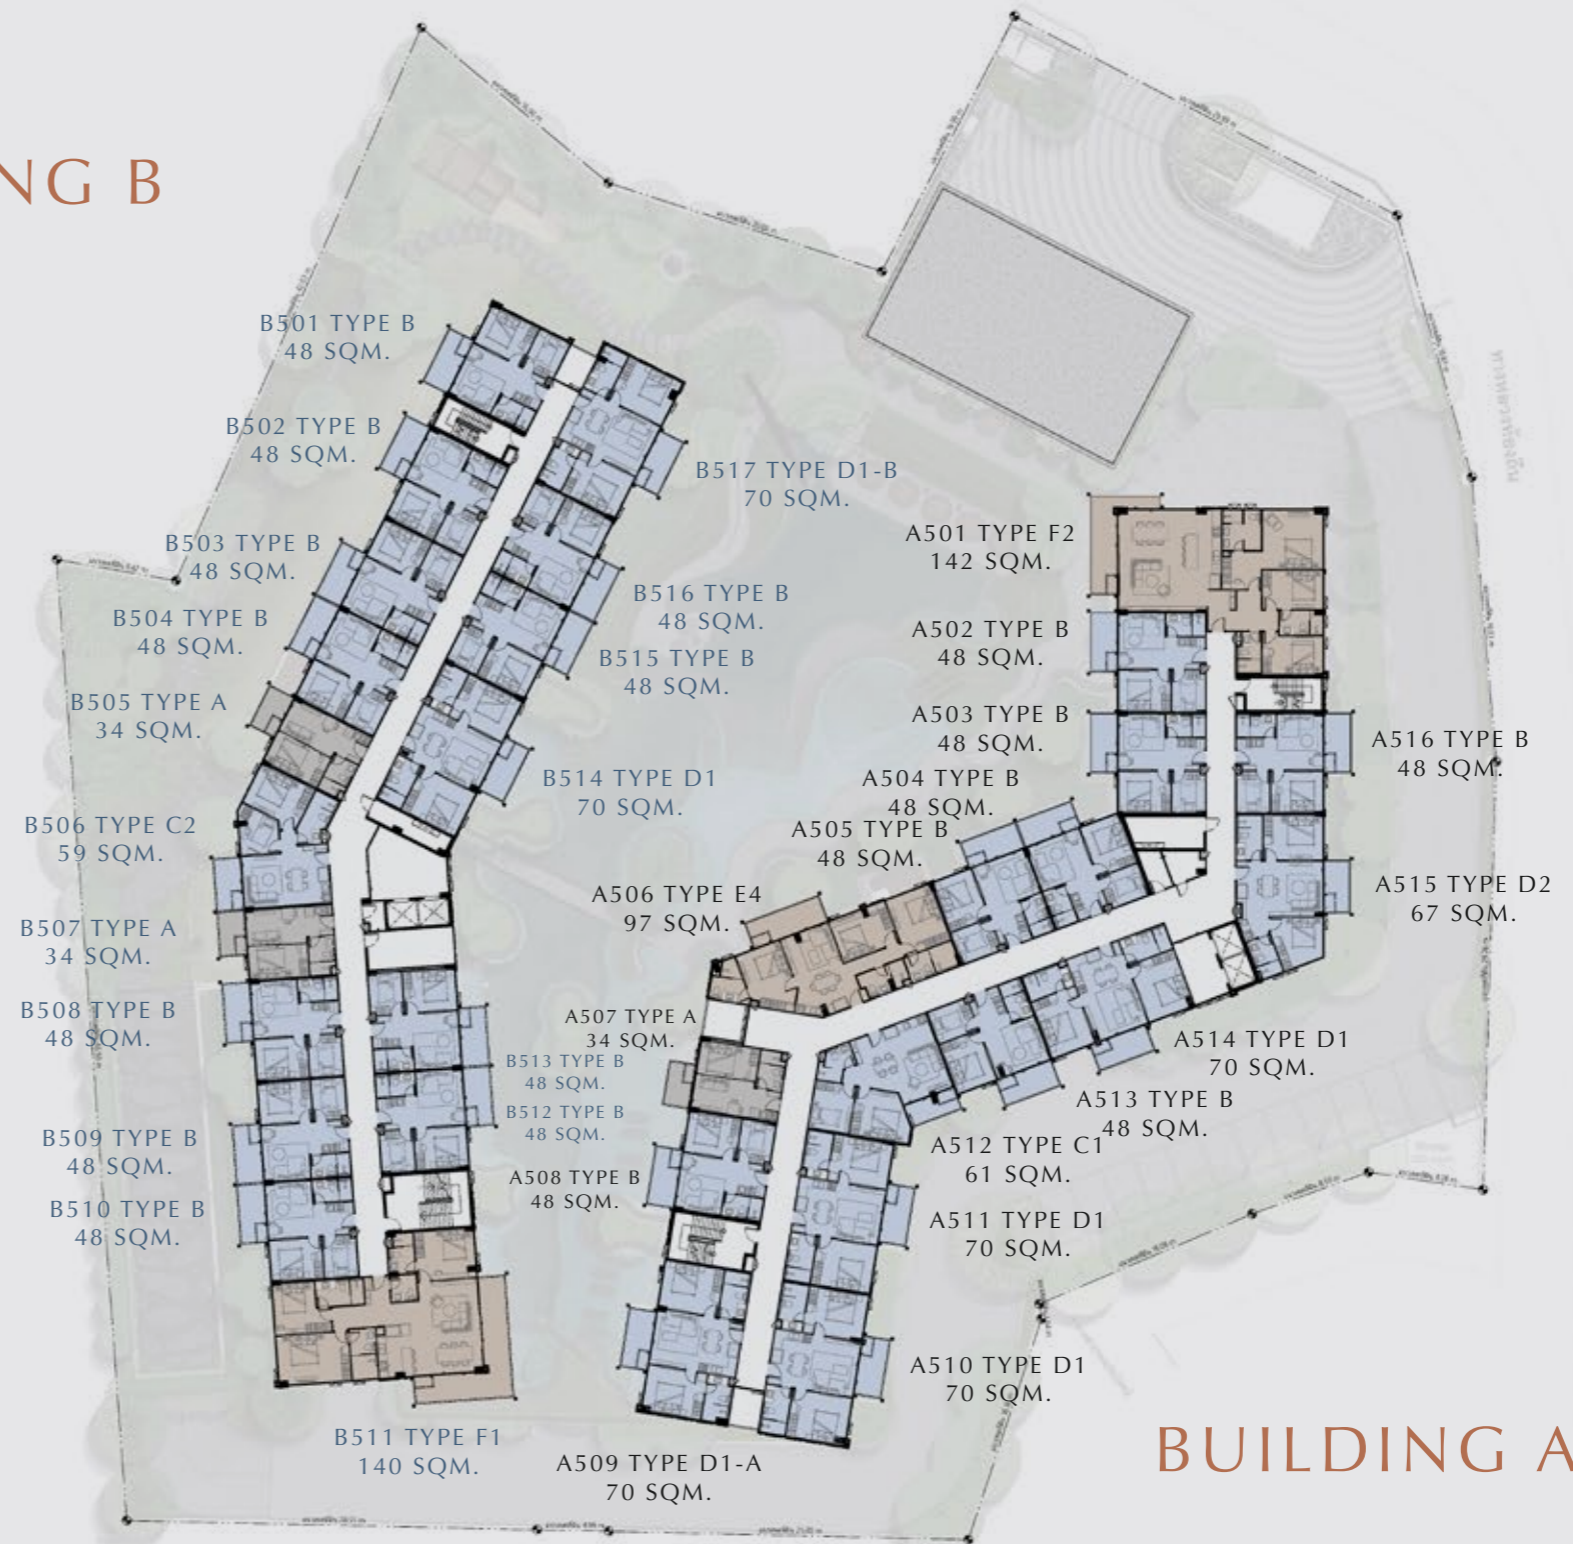 NG B
B501 TYPE B
48 SQM.
B502 TYPE B
48 SQM.
B503 TYPE B
48 SQM.
B504 TYPE B
48 SQM.
B505 TYPE A
34 SQM.
B506 TYPE C2
59 SQM.
B507 TYPE A
34 SQM.
B508 TYPE B
48 SQM.
B509 TYPE B
48 SQM.
B510 TYPE B
48 SQM.
B511 TYPE F1
140 SQM.
B517 TYPE D1-B
70 SQM.
B516 TYPE B
48 SQM.
B515 TYPE B
48 SQM.
B514 TYPE D1
70 SQM.
B513 TYPE B
48 SQM.
B512 TYPE B
48 SQM.
A501 TYPE F2
142 SQM.
A502 TYPE B
48 SQM.
A503 TYPE B
48 SQM.
A504 TYPE B
48 SQM.
A505 TYPE B
48 SQM.
A506 TYPE E4
97 SQM.
A507 TYPE A
34 SQM.
A508 TYPE B
48 SQM.
A509 TYPE D1-A
70 SQM.
A516 TYPE B
48 SQM.
A515 TYPE D2
67 SQM.
A514 TYPE D1
70 SQM.
A513 TYPE B
48 SQM.
A512 TYPE C1
61 SQM.
A511 TYPE D1
70 SQM.
A510 TYPE D1
70 SQM.
BUILDING A